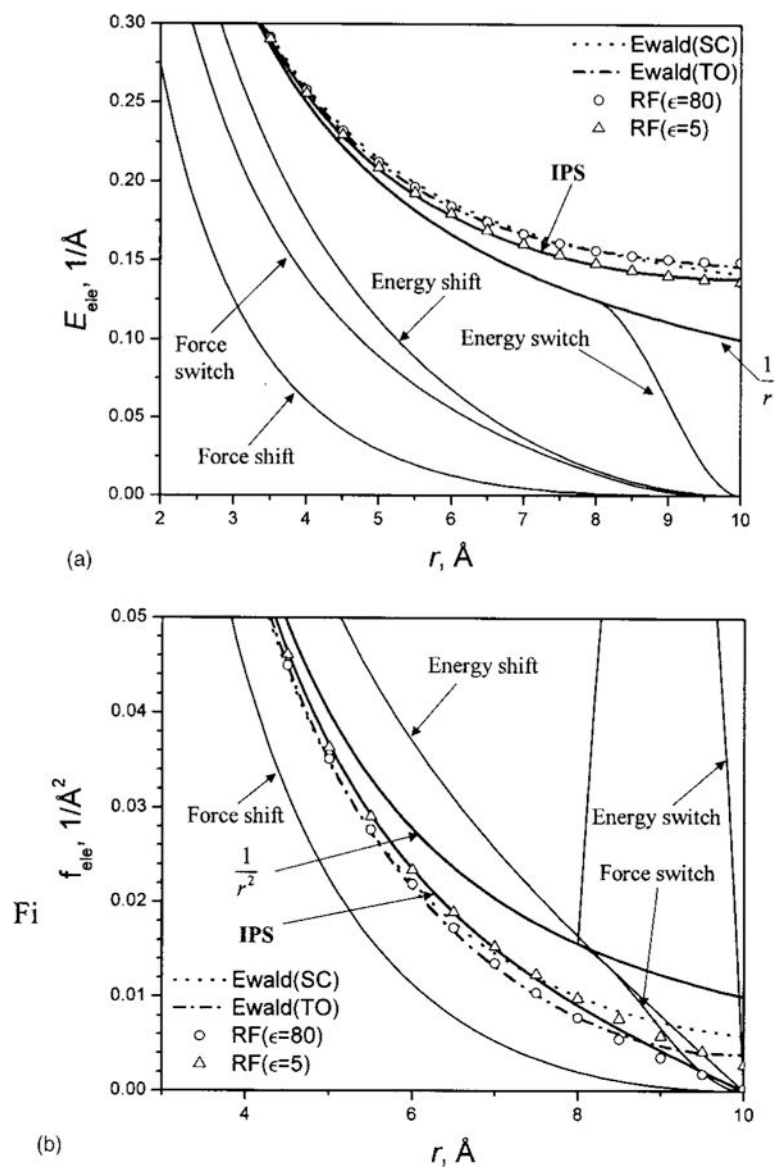 0.30
0.25
0.20
0.15
0.10
0.05
0.00
E_ele, 1/Å
Ewald(SC)
Ewald(TO)
RF(ϵ=80)
RF(ϵ=5)
IPS
Energy shift
Energy switch
Force
switch
Force shift
1/r
2 3 4 5 6 7 8 9 10
r, Å
(a)
0.05
0.04
0.03
0.02
0.01
0.00
f_ele, 1/Å²
Energy shift
Force shift
Energy switch
1/r²
Force switch
Fi
IPS
Ewald(SC)
Ewald(TO)
RF(ϵ=80)
RF(ϵ=5)
4 6 8 10
r, Å
(b)